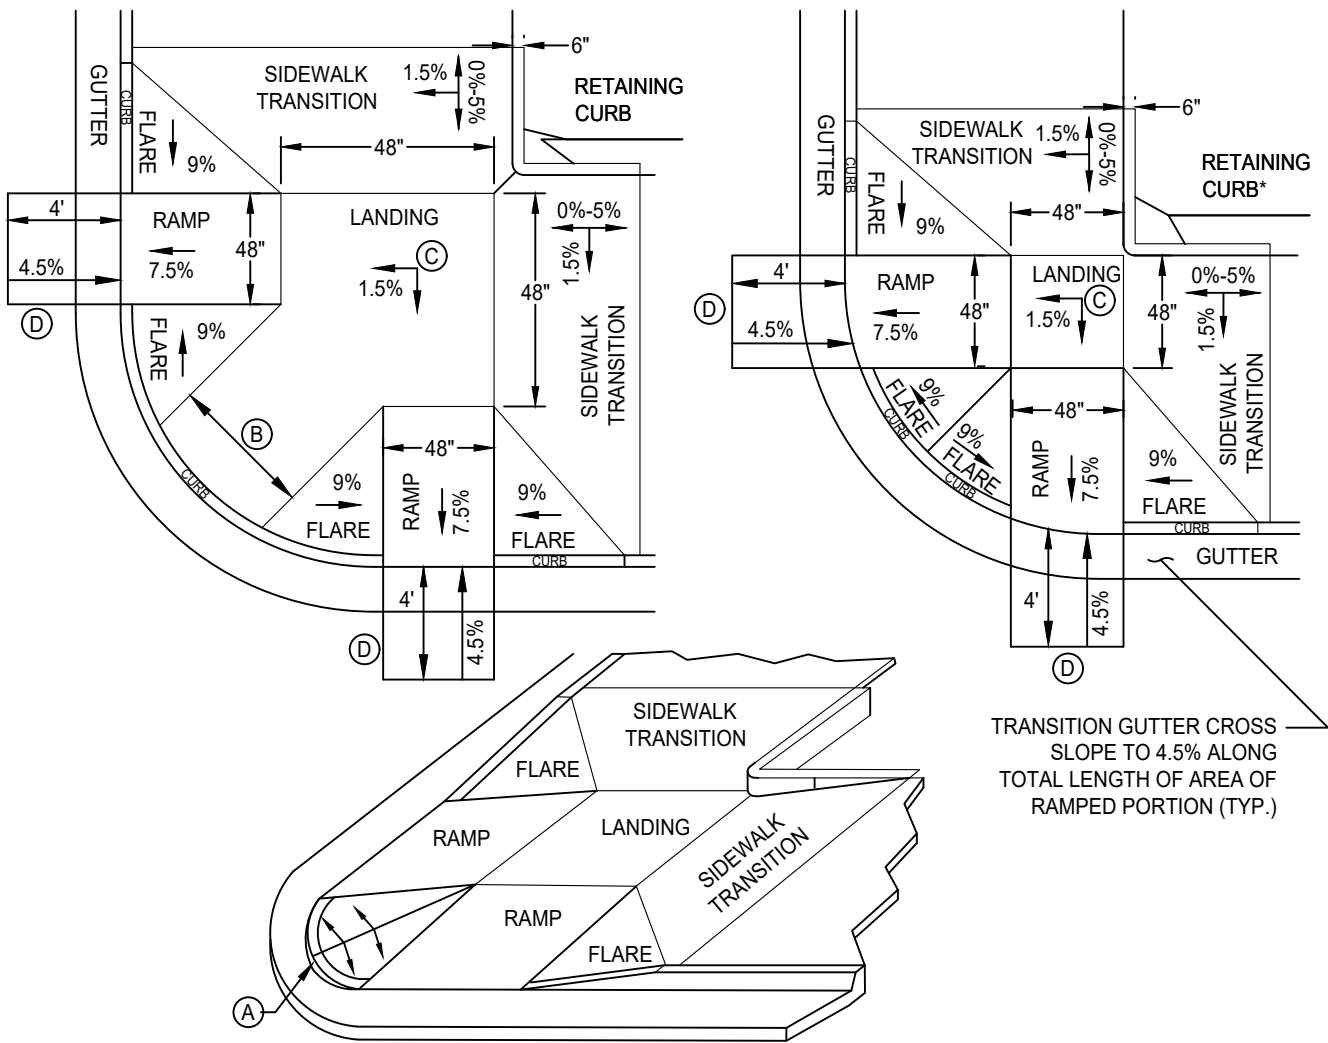 6"
SIDEWALK
TRANSITION
1.5%
0%-5%
RETAINING
CURB
GUTTER
CURB
FLARE
9%
48"
4'
RAMP
48"
LANDING
0%-5%
4.5%
7.5%
C
1.5%
1.5%
48"
D
FLARE
9%
SIDEWALK
TRANSITION
B
48"
CURB
9%
FLARE
RAMP
7.5%
9%
FLARE
CURB
4'
4.5%
D
6"
SIDEWALK
TRANSITION
1.5%
0%-5%
RETAINING
CURB*
GUTTER
CURB
FLARE
9%
48"
4'
RAMP
48"
LANDING
0%-5%
D
4.5%
7.5%
C
1.5%
48"
1.5%
SIDEWALK
TRANSITION
9%
FLARE
CURB
48"
9%
FLARE
CURB
RAMP
7.5%
9%
FLARE
CURB
GUTTER
4'
4.5%
D
TRANSITION GUTTER CROSS
SLOPE TO 4.5% ALONG
TOTAL LENGTH OF AREA OF
RAMPED PORTION (TYP.)
SIDEWALK
TRANSITION
FLARE
RAMP
LANDING
SIDEWALK
TRANSITION
RAMP
FLARE
A